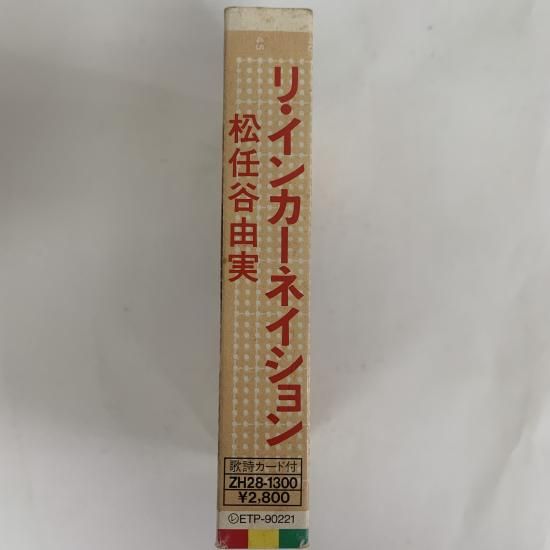 45
リ・インカーネイション
松任谷由実
歌詩カード付
ZH28-1300
¥2,800
Ⓛ ETP-90221